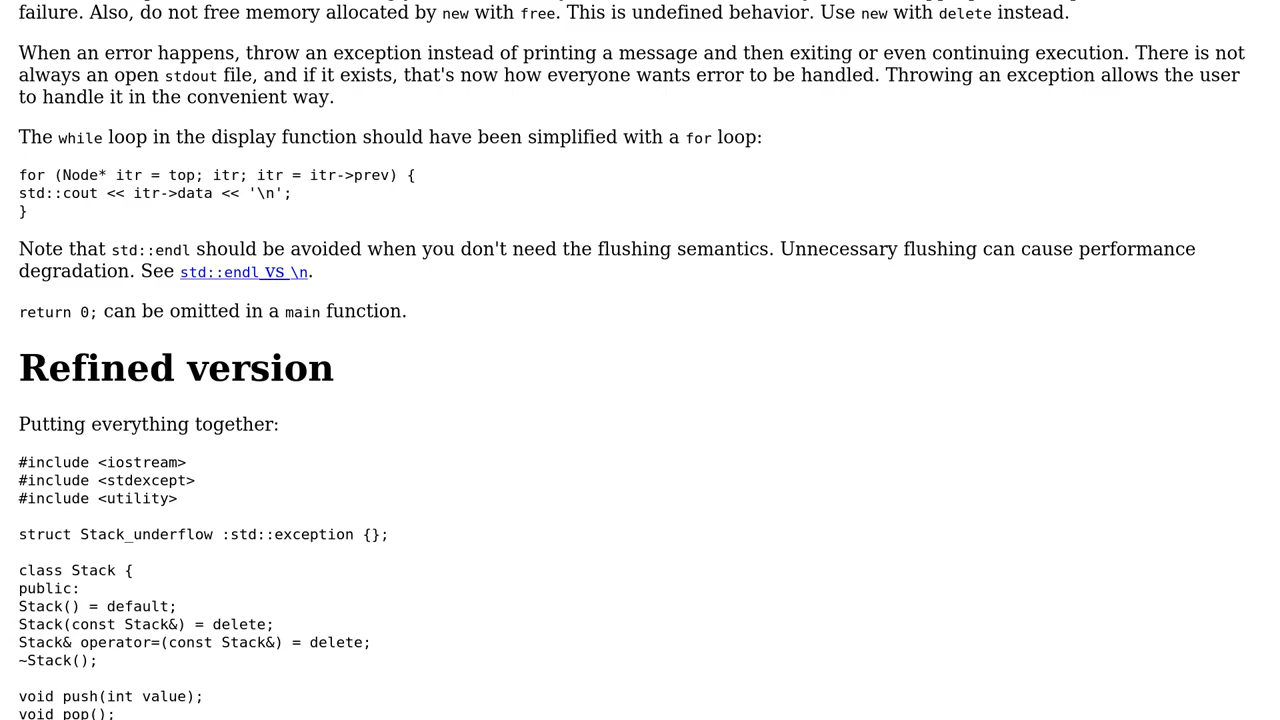 failure. Also, do not free memory allocated by new with free. This is undefined behavior. Use new with delete instead.
When an error happens, throw an exception instead of printing a message and then exiting or even continuing execution. There is not
always an open stdout file, and if it exists, that's now how everyone wants error to be handled. Throwing an exception allows the user
to handle it in the convenient way.
The while loop in the display function should have been simplified with a for loop:
for (Node* itr = top; itr; itr = itr->prev) {
std::cout << itr->data << '\n';
}
Note that std::endl should be avoided when you don't need the flushing semantics. Unnecessary flushing can cause performance
degradation. See std::endl vs \n.
return 0; can be omitted in a main function.
Refined version
Putting everything together:
#include <iostream>
#include <stdexcept>
#include <utility>
struct Stack_underflow :std::exception {};
class Stack {
public:
Stack() = default;
Stack(const Stack&) = delete;
Stack& operator=(const Stack&) = delete;
~Stack();
void push(int value);
void pop();